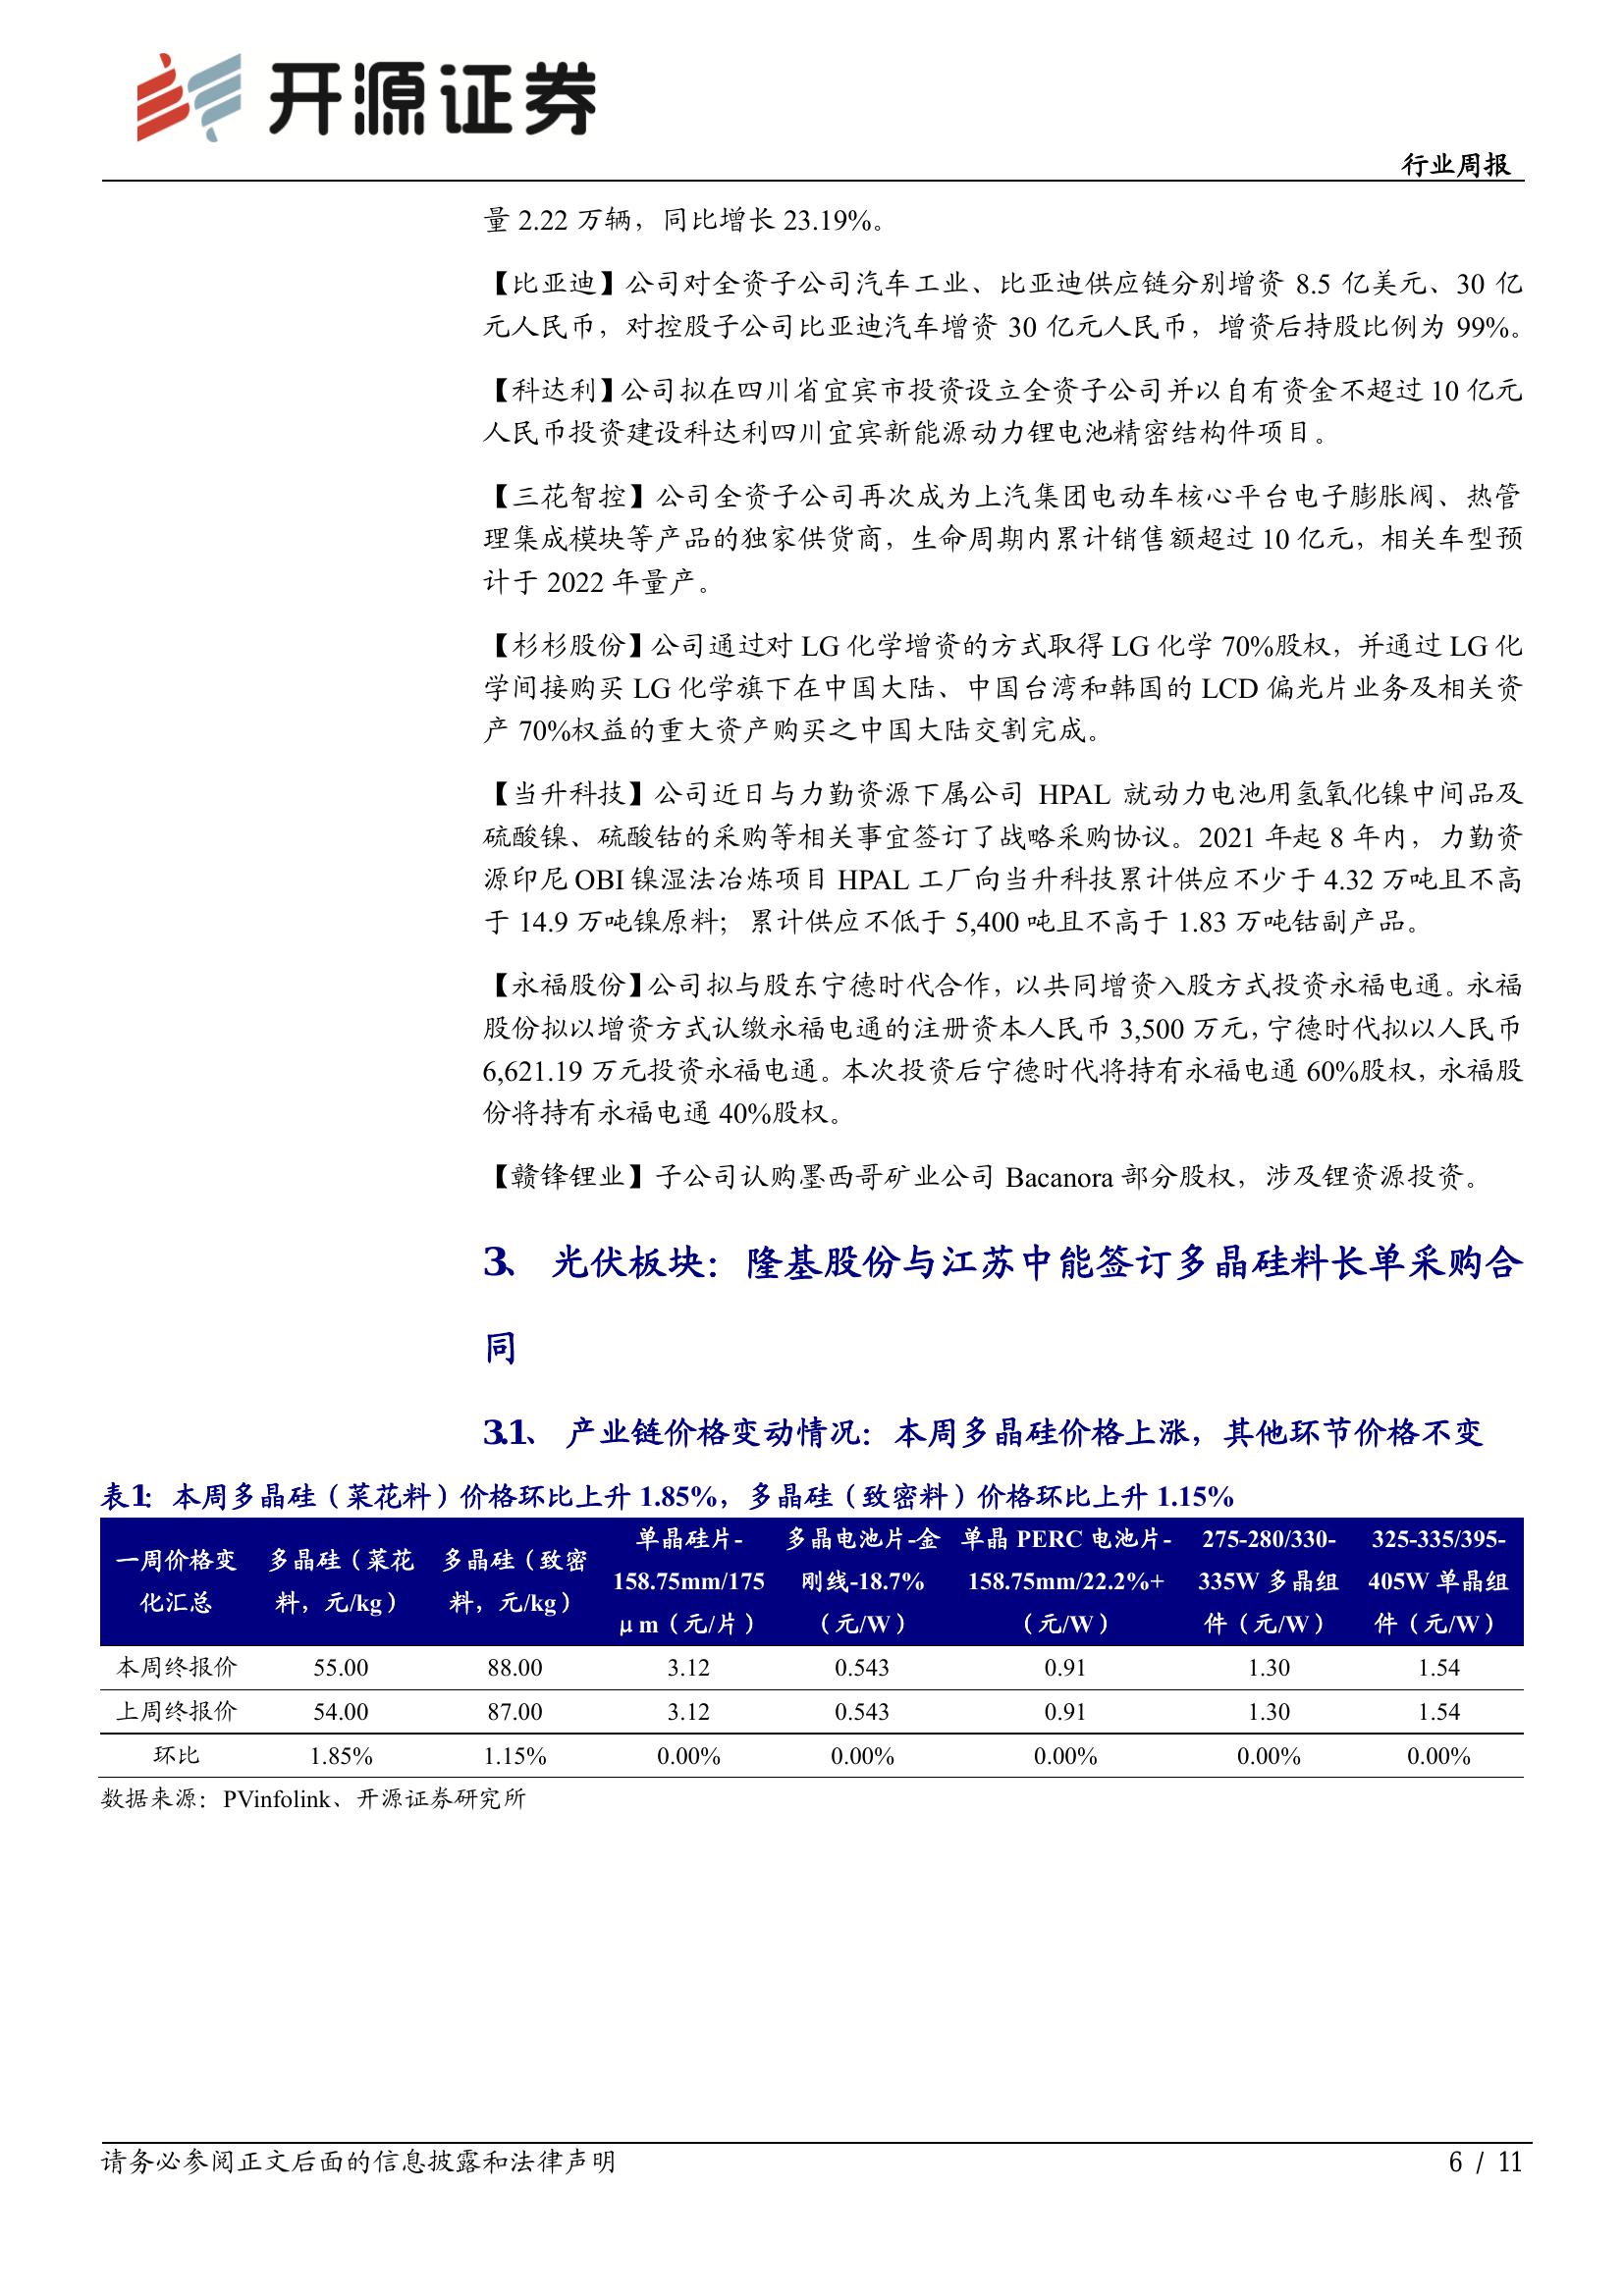 开源证券
行业周报
量 2.22 万辆，同比增长 23.19%。
【比亚迪】公司对全资子公司汽车工业、比亚迪供应链分别增资 8.5 亿美元、30 亿
元人民币，对控股子公司比亚迪汽车增资 30 亿元人民币，增资后持股比例为 99%。
【科达利】公司拟在四川省宜宾市投资设立全资子公司并以自有资金不超过 10 亿元
人民币投资建设科达利四川宜宾新能源动力锂电池精密结构件项目。
【三花智控】公司全资子公司再次成为上汽集团电动车核心平台电子膨胀阀、热管
理集成模块等产品的独家供货商，生命周期内累计销售额超过 10 亿元，相关车型预
计于 2022 年量产。
【杉杉股份】公司通过对 LG 化学增资的方式取得 LG 化学 70%股权，并通过 LG 化
学间接购买 LG 化学旗下在中国大陆、中国台湾和韩国的 LCD 偏光片业务及相关资
产 70%权益的重大资产购买之中国大陆交割完成。
【当升科技】公司近日与力勤资源下属公司 HPAL 就动力电池用氢氧化镍中间品及
硫酸镍、硫酸钴的采购等相关事宜签订了战略采购协议。2021 年起 8 年内，力勤资
源印尼 OBI 镍湿法冶炼项目 HPAL 工厂向当升科技累计供应不少于 4.32 万吨且不高
于 14.9 万吨镍原料；累计供应不低于 5,400 吨且不高于 1.83 万吨钴副产品。
【永福股份】公司拟与股东宁德时代合作，以共同增资入股方式投资永福电通。永福
股份拟以增资方式认缴永福电通的注册资本人民币 3,500 万元，宁德时代拟以人民币
6,621.19 万元投资永福电通。本次投资后宁德时代将持有永福电通 60%股权，永福股
份将持有永福电通 40%股权。
【赣锋锂业】子公司认购墨西哥矿业公司 Bacanora 部分股权，涉及锂资源投资。
3、 光伏板块：隆基股份与江苏中能签订多晶硅料长单采购合
同
3.1、 产业链价格变动情况：本周多晶硅价格上涨，其他环节价格不变
表1： 本周多晶硅（菜花料）价格环比上升 1.85%，多晶硅（致密料）价格环比上升 1.15%
一周价格变 多晶硅（菜花 多晶硅（致密 单晶硅片- 多晶电池片-金 单晶 PERC 电池片- 275-280/330- 325-335/395-
化汇总 料，元/kg） 料，元/kg） 158.75mm/175 刚线-18.7% 158.75mm/22.2%+ 335W 多晶组 405W 单晶组
μm（元/片） （元/W） （元/W） 件（元/W） 件（元/W）
本周终报价 55.00 88.00 3.12 0.543 0.91 1.30 1.54
上周终报价 54.00 87.00 3.12 0.543 0.91 1.30 1.54
环比 1.85% 1.15% 0.00% 0.00% 0.00% 0.00% 0.00%
数据来源：PVinfolink、开源证券研究所
请务必参阅正文后面的信息披露和法律声明 6 / 11